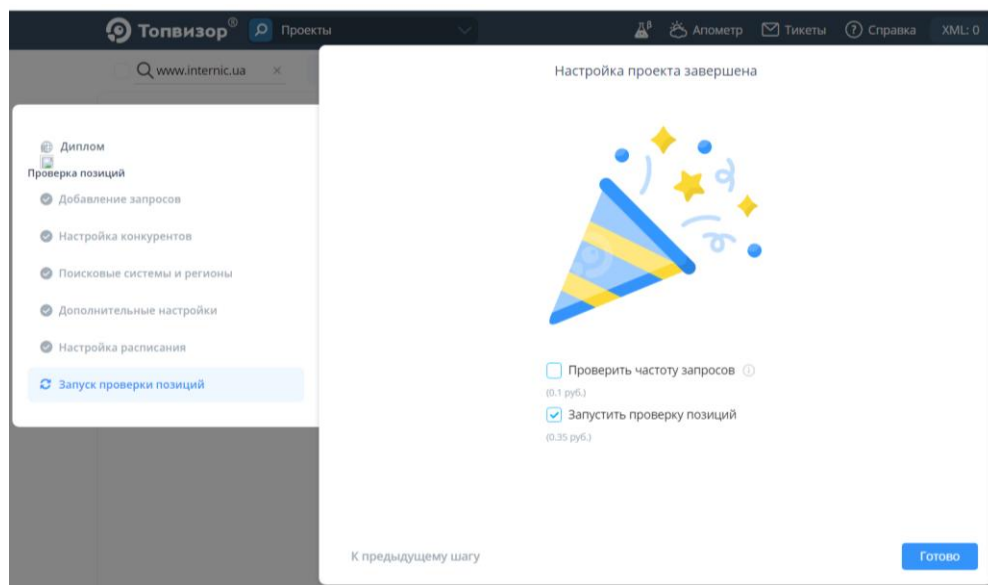 Топвизор® Проекты Апометр Тикеты Справка XML: 0
www.internic.ua ×
Диплом
Проверка позиций
Добавление запросов
Настройка конкурентов
Поисковые системы и регионы
Дополнительные настройки
Настройка расписания
Запуск проверки позиций
Настройка проекта завершена
Проверить частоту запросов
(0.1 руб.)
Запустить проверку позиций
(0.35 руб.)
К предыдущему шагу
Готово